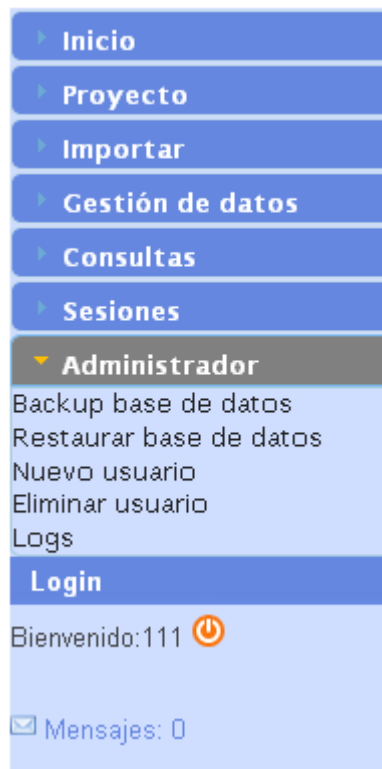 Inicio
Proyecto
Importar
Gestión de datos
Consultas
Sesiones
Administrador
Backup base de datos
Restaurar base de datos
Nuevo usuario
Eliminar usuario
Logs
Login
Bienvenido:111
Mensajes: 0